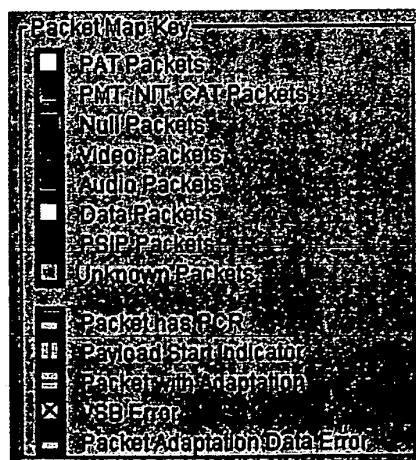 Packet Map Key
PAT Packets
PMT, NIT, CAT Packets
Null Packets
Video Packets
Audio Packets
Data Packets
PSIP Packets
Unknown Packets
Packet has PCR
Payload Start Indicator
Packet with Adaptation
VSB Error
Packet Adaptation Data Error